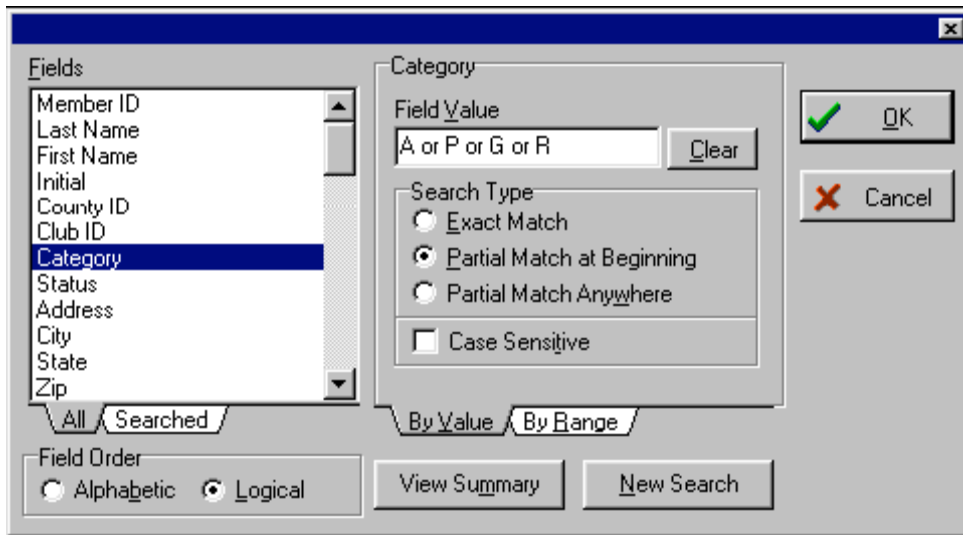 Fields
Member ID
Last Name
First Name
Initial
County ID
Club ID
Category
Status
Address
City
State
Zip
All
Searched
Field Order
Alphabetic
Logical
Category
Field Value
A or P or G or R
Clear
Search Type
Exact Match
Partial Match at Beginning
Partial Match Anywhere
Case Sensitive
By Value
By Range
View Summary
New Search
OK
Cancel